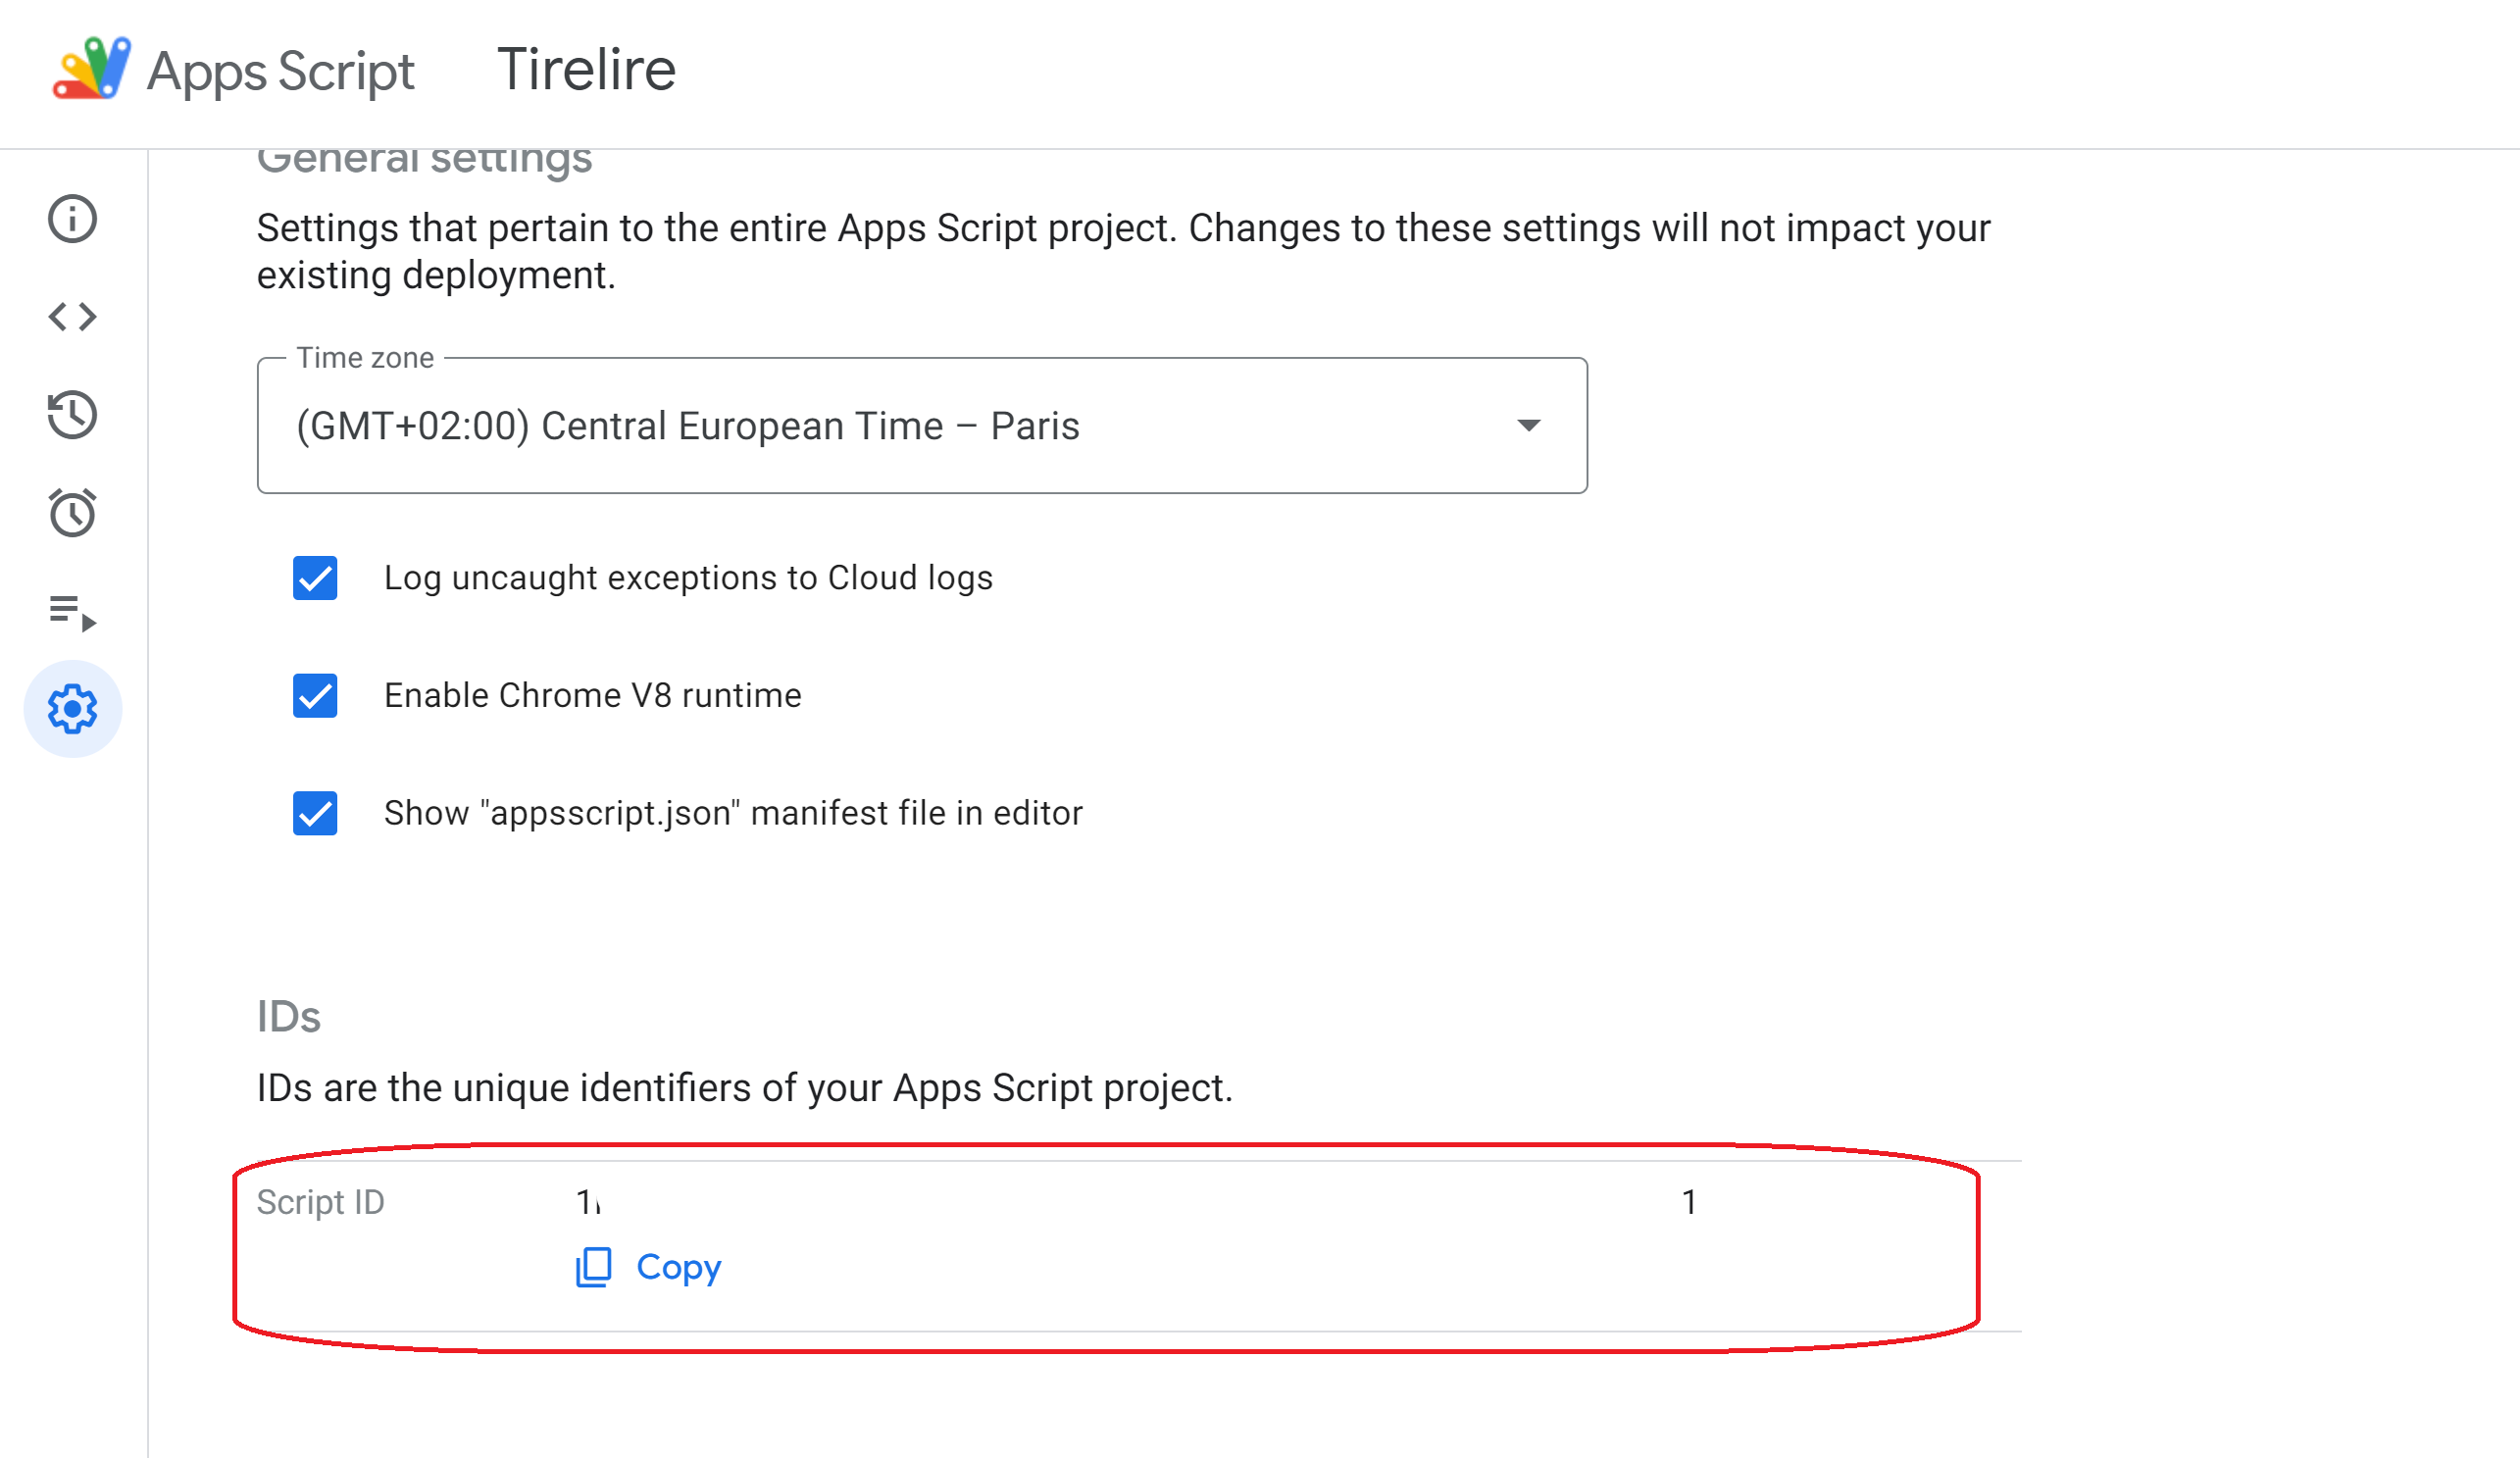 Apps Script Tirelire
General settings
Settings that pertain to the entire Apps Script project. Changes to these settings will not impact your
existing deployment.
Time zone
(GMT+02:00) Central European Time – Paris
Log uncaught exceptions to Cloud logs
Enable Chrome V8 runtime
Show "appsscript.json" manifest file in editor
IDs
IDs are the unique identifiers of your Apps Script project.
Script ID 1 1
Copy